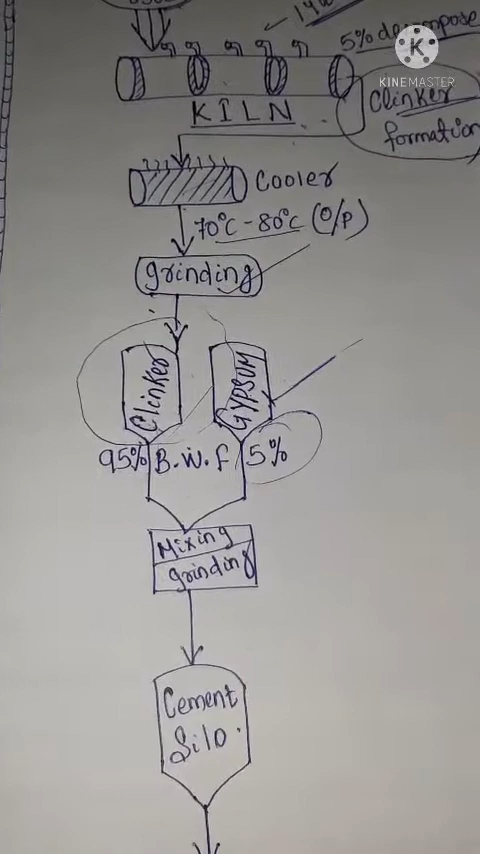 5% decompose
KINEMASTER
Clinker
formation
KILN
Cooler
70°C - 80°C (O/P)
grinding
Clinker
GYPSUM
95% B.W.F 5%
Mixing
grinding
Cement
Silo